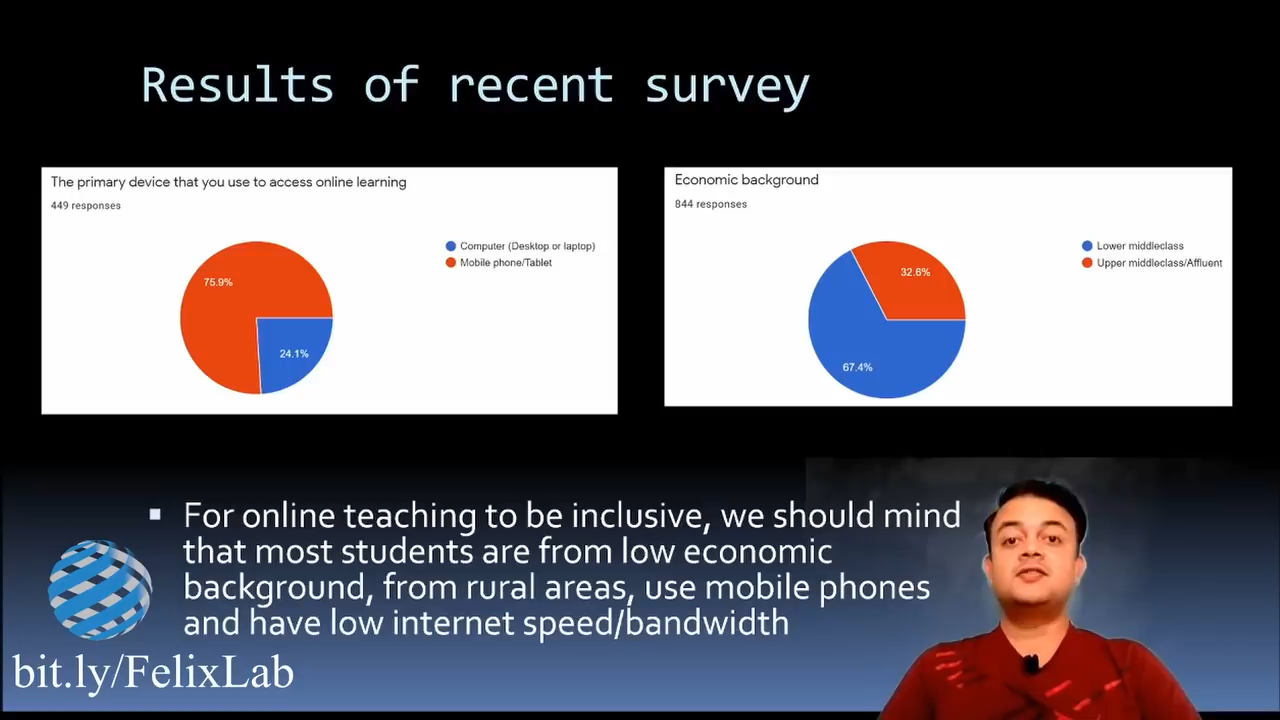 Results of recent survey
The primary device that you use to access online learning
449 responses
Computer (Desktop or laptop)
Mobile phone/Tablet
75.9%
24.1%
Economic background
844 responses
Lower middleclass
Upper middleclass/Affluent
32.6%
67.4%
For online teaching to be inclusive, we should mind
that most students are from low economic
background, from rural areas, use mobile phones
and have low internet speed/bandwidth
bit.ly/FelixLab